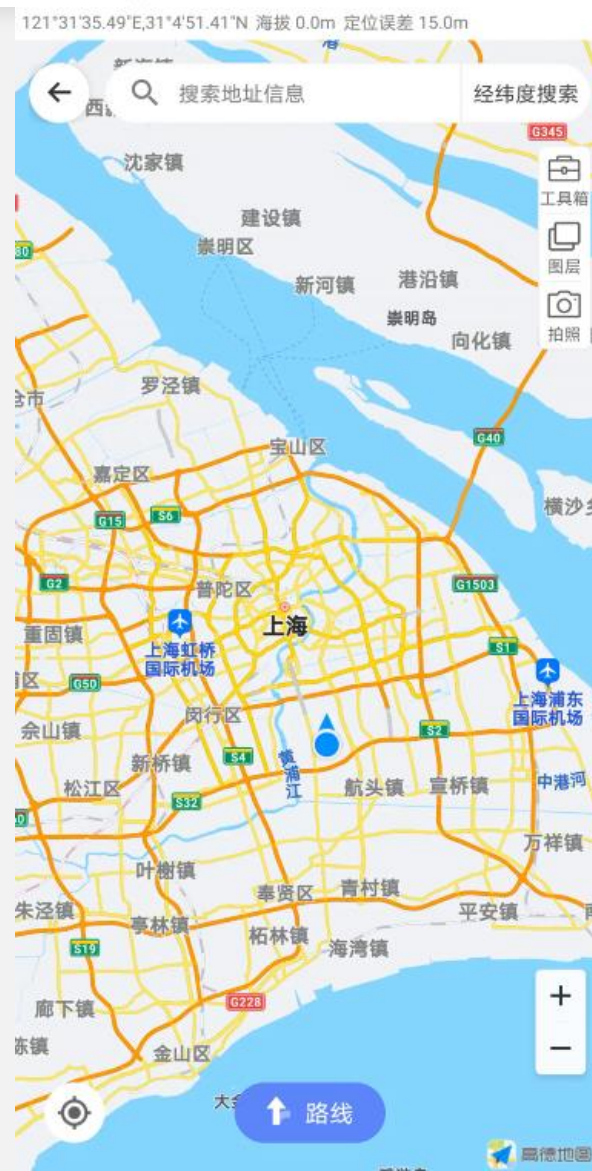 121°31'35.49"E,31°4'51.41"N 海拔 0.0m 定位误差 15.0m
港
搜索地址信息
经纬度搜索
G345
沈家镇
工具箱
建设镇
崇明区
图层
新河镇
港沿镇
崇明岛
拍照
向化镇
罗泾镇
G40
宝山区
嘉定区
横沙
G15
S6
G2
普陀区
G1503
上海
重固镇
上海虹桥
国际机场
S1
G50
上海浦东
国际机场
闵行区
佘山镇
S2
新桥镇
S4
黄浦江
松江区
航头镇
宣桥镇
中港河
S32
万祥镇
叶榭镇
奉贤区
青村镇
朱泾镇
平安镇
亭林镇
柘林镇
海湾镇
S19
G228
廊下镇
金山区
路线
高德地图